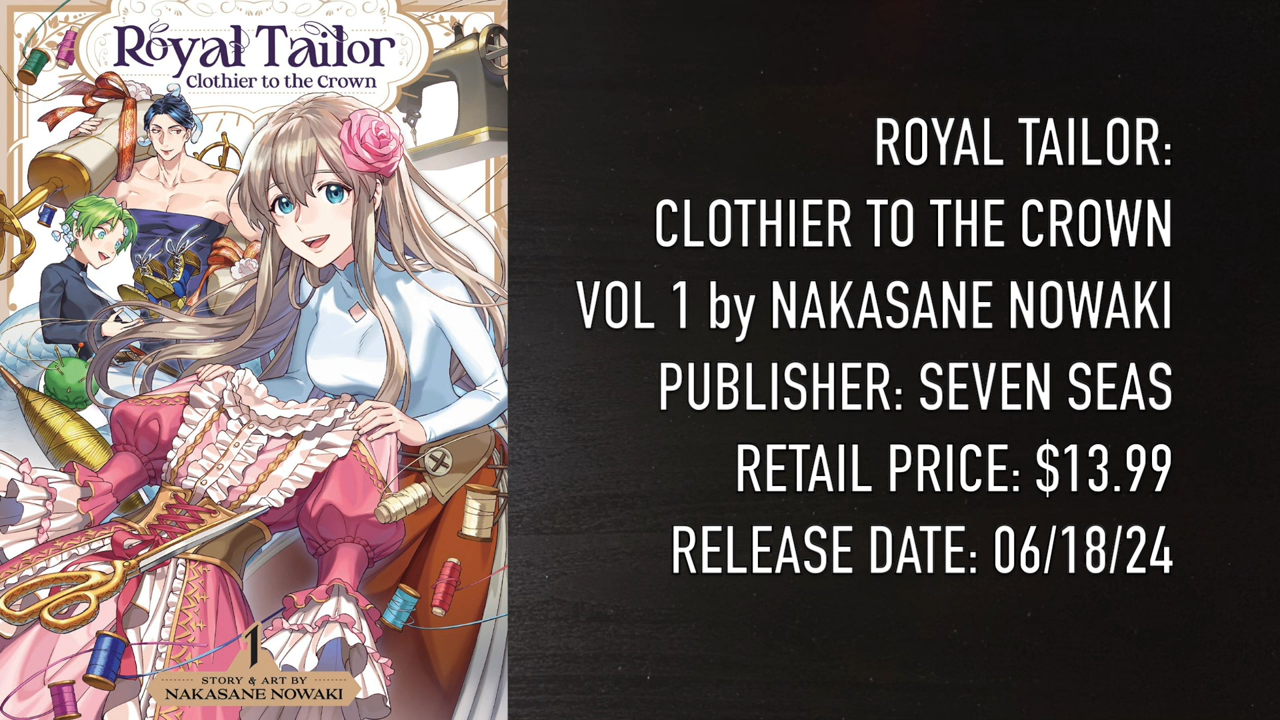 Royal Tailor
Clothier to the Crown
1
STORY & ART BY
NAKASANE NOWAKI
ROYAL TAILOR:
CLOTHIER TO THE CROWN
VOL 1 by NAKASANE NOWAKI
PUBLISHER: SEVEN SEAS
RETAIL PRICE: $13.99
RELEASE DATE: 06/18/24